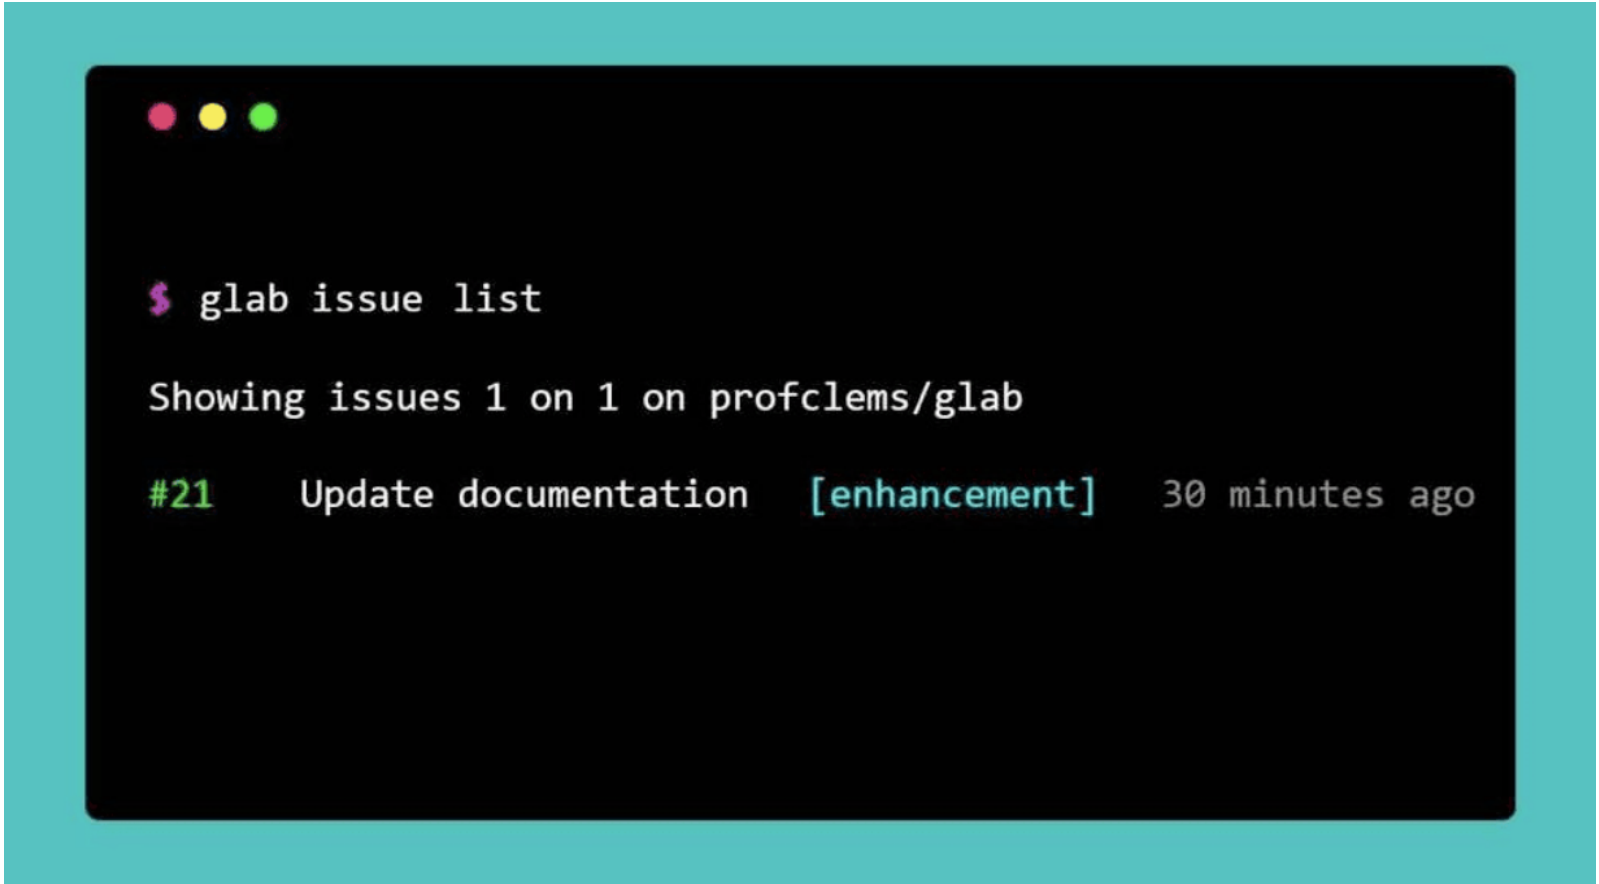 $ glab issue list
Showing issues 1 on 1 on profclems/glab
#21 Update documentation [enhancement] 30 minutes ago